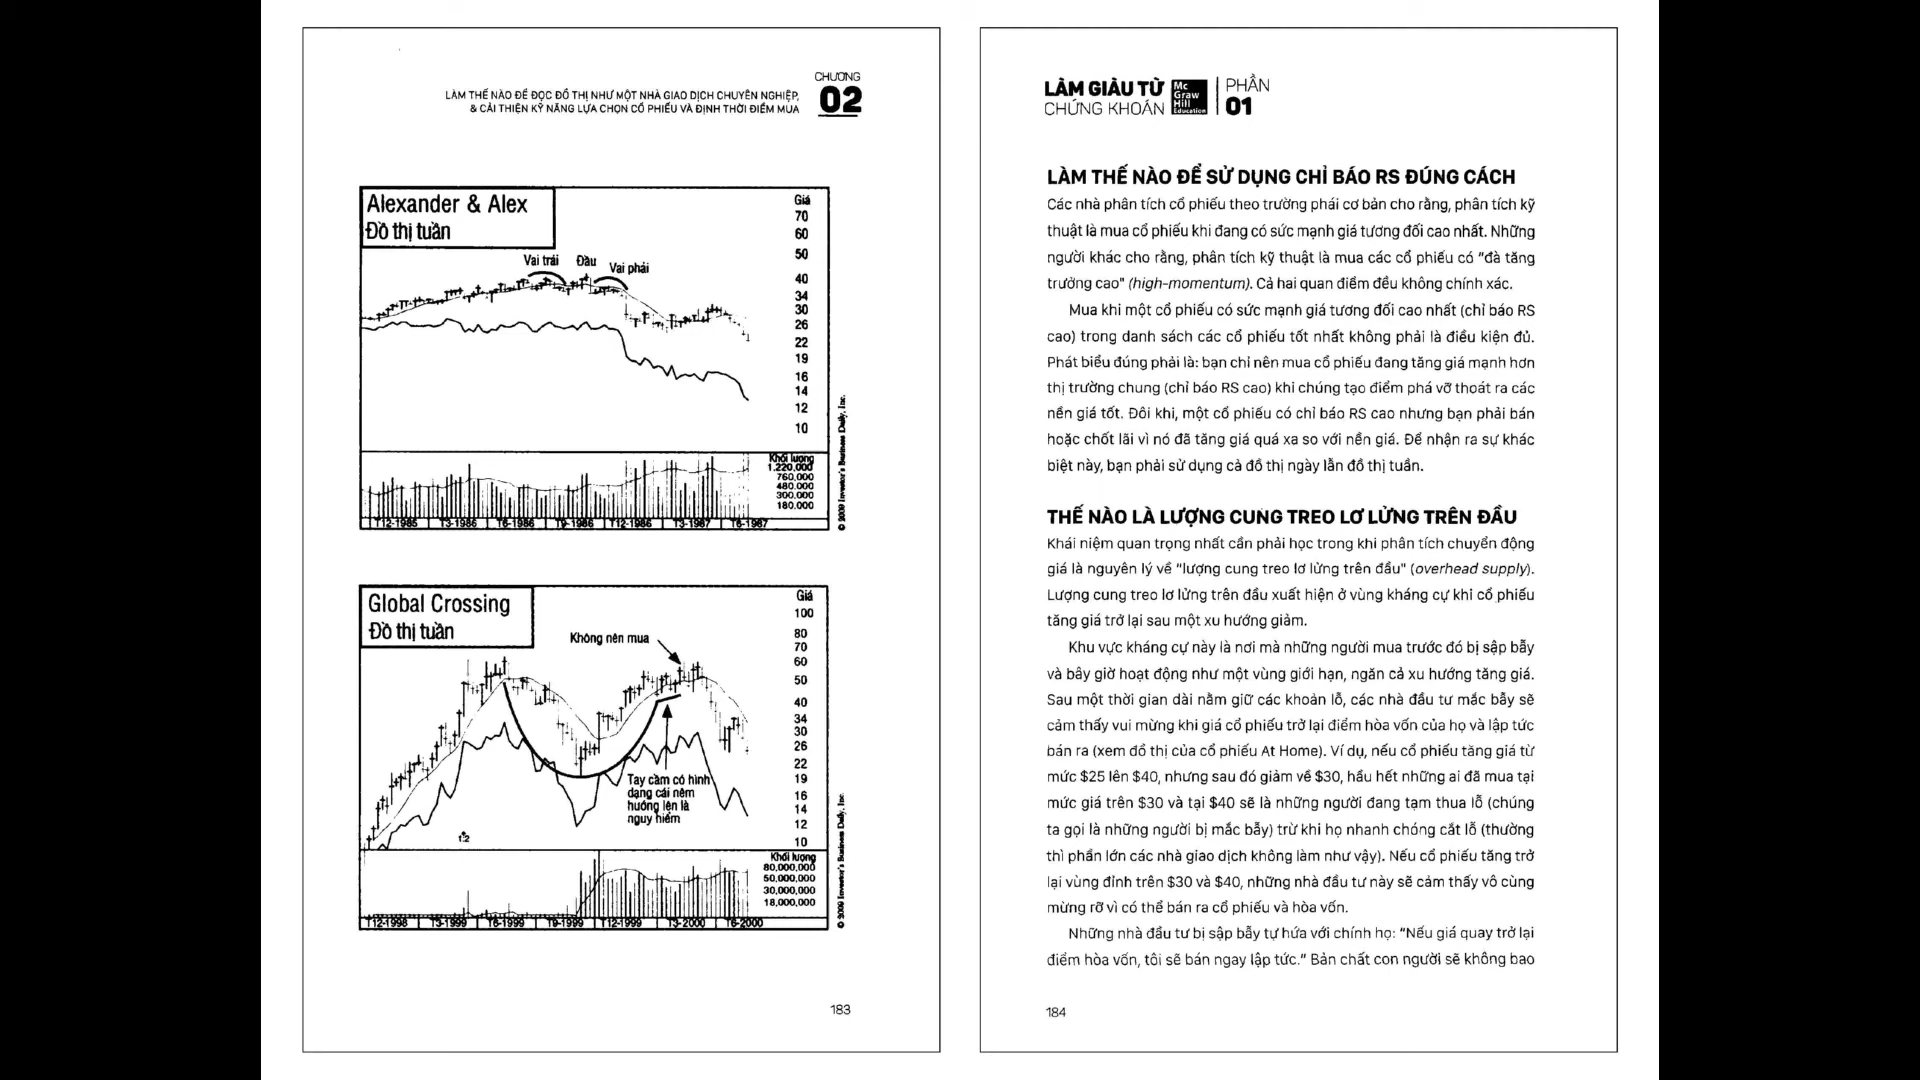 CHƯƠNG
LÀM THẾ NÀO ĐỂ ĐỌC ĐỒ THỊ NHƯ MỘT NHÀ GIAO DỊCH CHUYÊN NGHIỆP,
& CẢI THIỆN KỸ NĂNG LỰA CHỌN CỔ PHIẾU VÀ ĐỊNH THỜI ĐIỂM MUA
02
Alexander & Alex
Đồ thị tuần
Vai trái Đầu Vai phải
Giá
70
60
50
40
34
30
26
22
19
16
14
12
10
Khối lượng
1.220,000
760,000
480,000
300,000
180.000
T12-1985 T3-1986 T6-1986 T9-1986 T12-1986 T3-1987 T6-1987
© 2009 Investor's Business Daily, Inc.
Global Crossing
Đồ thị tuần
Không nên mua
Tay cầm có hình
dạng cái nêm
hướng lên là
nguy hiểm
Giá
100
80
70
60
50
40
34
30
26
22
19
16
14
12
10
Khối lượng
80,000,000
50,000,000
30,000,000
18,000,000
T12-1998 T3-1999 T6-1999 T9-1999 T12-1999 T3-2000 T6-2000
© 2009 Investor's Business Daily, Inc.
183
LÀM GIÀU TỪ
CHỨNG KHOÁN
Mc
Graw
Hill
Education
PHẦN
01
LÀM THẾ NÀO ĐỂ SỬ DỤNG CHỈ BÁO RS ĐÚNG CÁCH
Các nhà phân tích cổ phiếu theo trường phái cơ bản cho rằng, phân tích kỹ
thuật là mua cổ phiếu khi đang có sức mạnh giá tương đối cao nhất. Những
người khác cho rằng, phân tích kỹ thuật là mua các cổ phiếu có "đà tăng
trưởng cao" (high-momentum). Cả hai quan điểm đều không chính xác.
Mua khi một cổ phiếu có sức mạnh giá tương đối cao nhất (chỉ báo RS
cao) trong danh sách các cổ phiếu tốt nhất không phải là điều kiện đủ.
Phát biểu đúng phải là: bạn chỉ nên mua cổ phiếu đang tăng giá mạnh hơn
thị trường chung (chỉ báo RS cao) khi chúng tạo điểm phá vỡ thoát ra các
nền giá tốt. Đôi khi, một cổ phiếu có chỉ báo RS cao nhưng bạn phải bán
hoặc chốt lãi vì nó đã tăng giá quá xa so với nền giá. Để nhận ra sự khác
biệt này, bạn phải sử dụng cả đồ thị ngày lẫn đồ thị tuần.
THẾ NÀO LÀ LƯỢNG CUNG TREO LƠ LỬNG TRÊN ĐẦU
Khái niệm quan trọng nhất cần phải học trong khi phân tích chuyển động
giá là nguyên lý về "lượng cung treo lơ lửng trên đầu" (overhead supply).
Lượng cung treo lơ lửng trên đầu xuất hiện ở vùng kháng cự khi cổ phiếu
tăng giá trở lại sau một xu hướng giảm.
Khu vực kháng cự này là nơi mà những người mua trước đó bị sập bẫy
và bây giờ hoạt động như một vùng giới hạn, ngăn cả xu hướng tăng giá.
Sau một thời gian dài nắm giữ các khoản lỗ, các nhà đầu tư mắc bẫy sẽ
cảm thấy vui mừng khi giá cổ phiếu trở lại điểm hòa vốn của họ và lập tức
bán ra (xem đồ thị của cổ phiếu At Home). Ví dụ, nếu cổ phiếu tăng giá từ
mức $25 lên $40, nhưng sau đó giảm về $30, hầu hết những ai đã mua tại
mức giá trên $30 và tại $40 sẽ là những người đang tạm thua lỗ (chúng
ta gọi là những người bị mắc bẫy) trừ khi họ nhanh chóng cắt lỗ (thường
thì phần lớn các nhà giao dịch không làm như vậy). Nếu cổ phiếu tăng trở
lại vùng đỉnh trên $30 và $40, những nhà đầu tư này sẽ cảm thấy vô cùng
mừng rỡ vì có thể bán ra cổ phiếu và hòa vốn.
Những nhà đầu tư bị sập bẫy tự hứa với chính họ: "Nếu giá quay trở lại
điểm hòa vốn, tôi sẽ bán ngay lập tức." Bản chất con người sẽ không bao
184